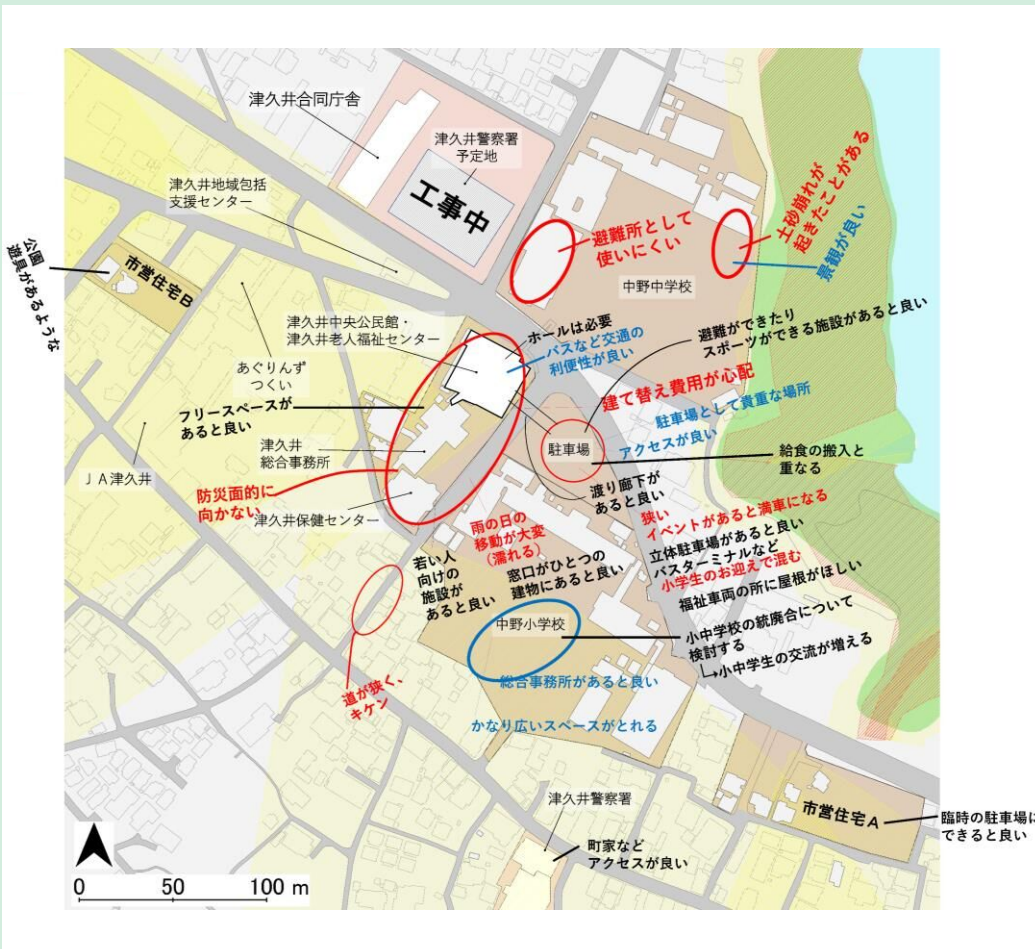 津久井合同庁舎
津久井警察署
予定地
工事中
津久井地域包括
支援センター
公園
遊具があるような
市営住宅B
避難所として
使いにくい
土砂崩れが
起きたことがある
景観が良い
中野中学校
津久井中央公民館・
津久井老人福祉センター
ホールは必要
バスなど交通の
利便性が良い
避難ができたり
スポーツができる施設があると良い
あぐりんず
つくい
建て替え費用が心配
フリースペースが
あると良い
駐車場として貴重な場所
アクセスが良い
駐車場
津久井
総合事務所
給食の搬入と
重なる
ＪＡ津久井
防災面的に
向かない
津久井保健センター
渡り廊下が
あると良い
狭い
イベントがあると満車になる
雨の日の
移動が大変
（濡れる）
立体駐車場があると良い
バスターミナルなど
小学生のお迎えで混む
若い人
向けの
施設が
あると良い
窓口がひとつの
建物にあると良い
福祉車両の所に屋根がほしい
中野小学校
小中学校の統廃合について
検討する
↳小中学生の交流が増える
総合事務所があると良い
道が狭く、
キケン
かなり広いスペースがとれる
津久井警察署
市営住宅A
臨時の駐車場に
できると良い
町家など
アクセスが良い
0 50 100 m